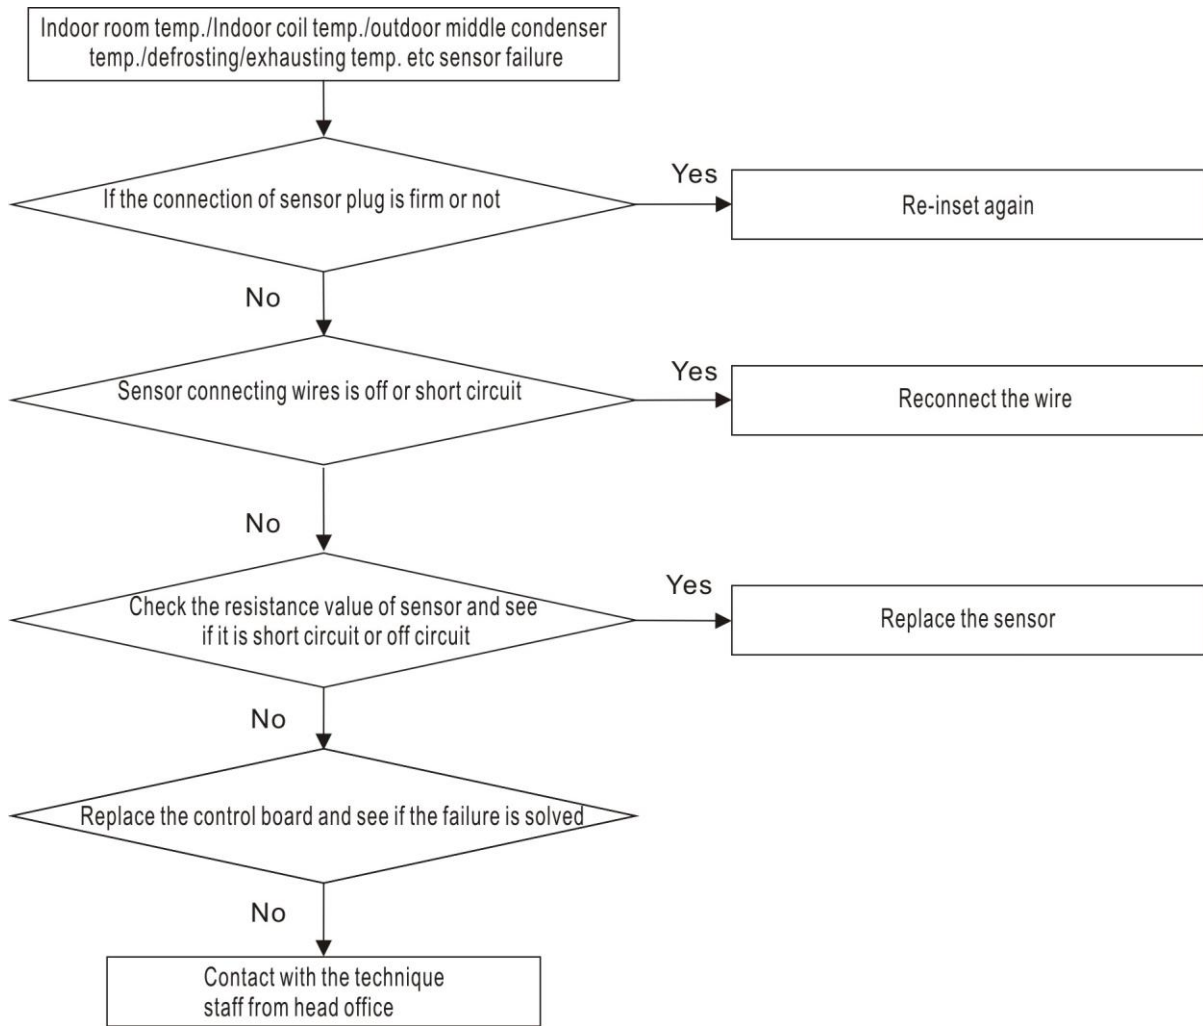 Indoor room temp./Indoor coil temp./outdoor middle condenser
temp./defrosting/exhausting temp. etc sensor failure
If the connection of sensor plug is firm or not
Yes
Re-inset again
No
Sensor connecting wires is off or short circuit
Yes
Reconnect the wire
No
Check the resistance value of sensor and see
if it is short circuit or off circuit
Yes
Replace the sensor
No
Replace the control board and see if the failure is solved
No
Contact with the technique
staff from head office